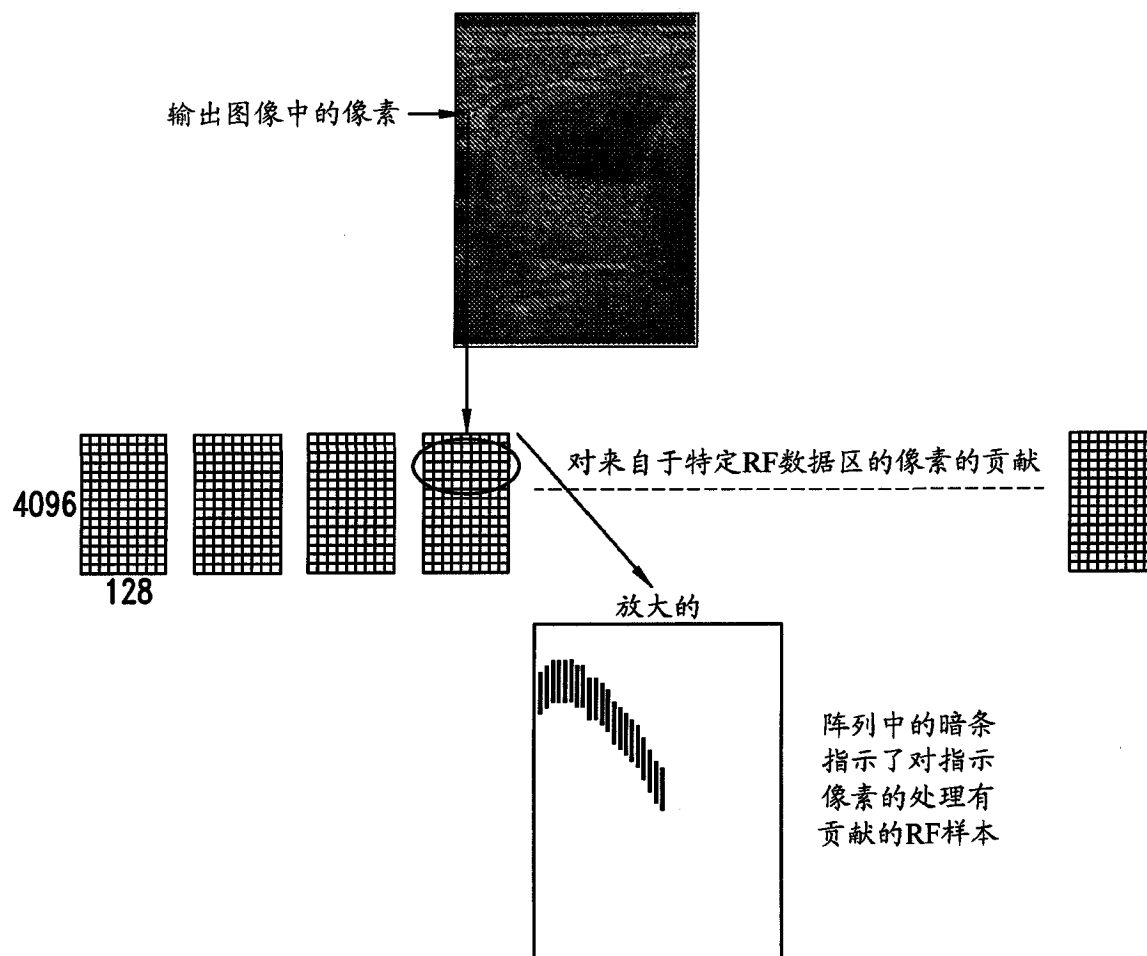 输出图像中的像素
对来自于特定RF数据区的像素的贡献
4096
128
放大的
阵列中的暗条
指示了对指示
像素的处理有
贡献的RF样本